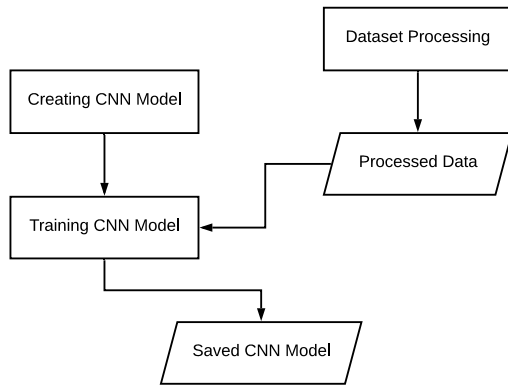 Dataset Processing
Creating CNN Model
Processed Data
Training CNN Model
Saved CNN Model